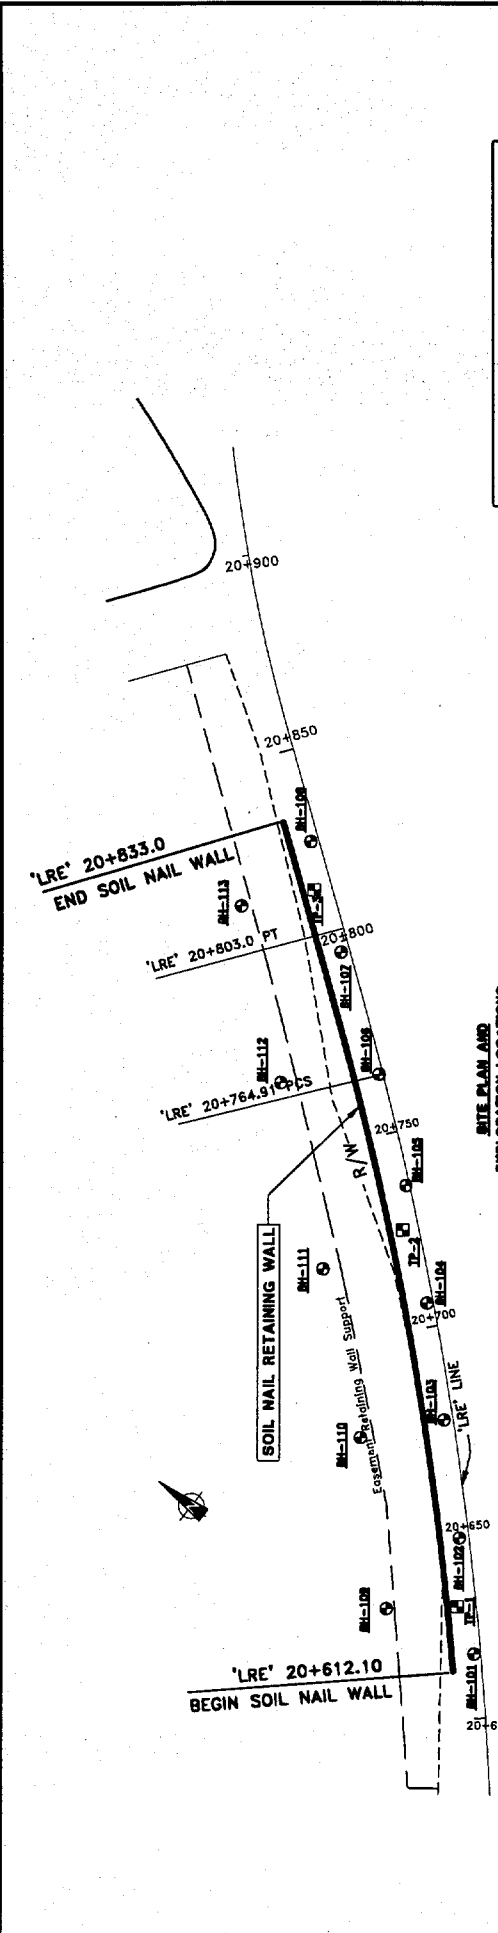 20+900
20+850
BH-108
'LRE' 20+833.0
END SOIL NAIL WALL
BH-113
TP-3
20+800
'LRE' 20+803.0 PT
BH-107
BH-106
BH-112
'LRE' 20+764.91 PCS
20+750
R/W
BH-105
SOIL NAIL RETAINING WALL
TP-2
BH-111
BH-104
20+700
Easement Retaining Wall Support
BH-103
'LRE' LINE
BH-110
20+650
BH-102
BH-109
TP-1
BH-101
'LRE' 20+612.10
BEGIN SOIL NAIL WALL
20+6
SITE PLAN AND